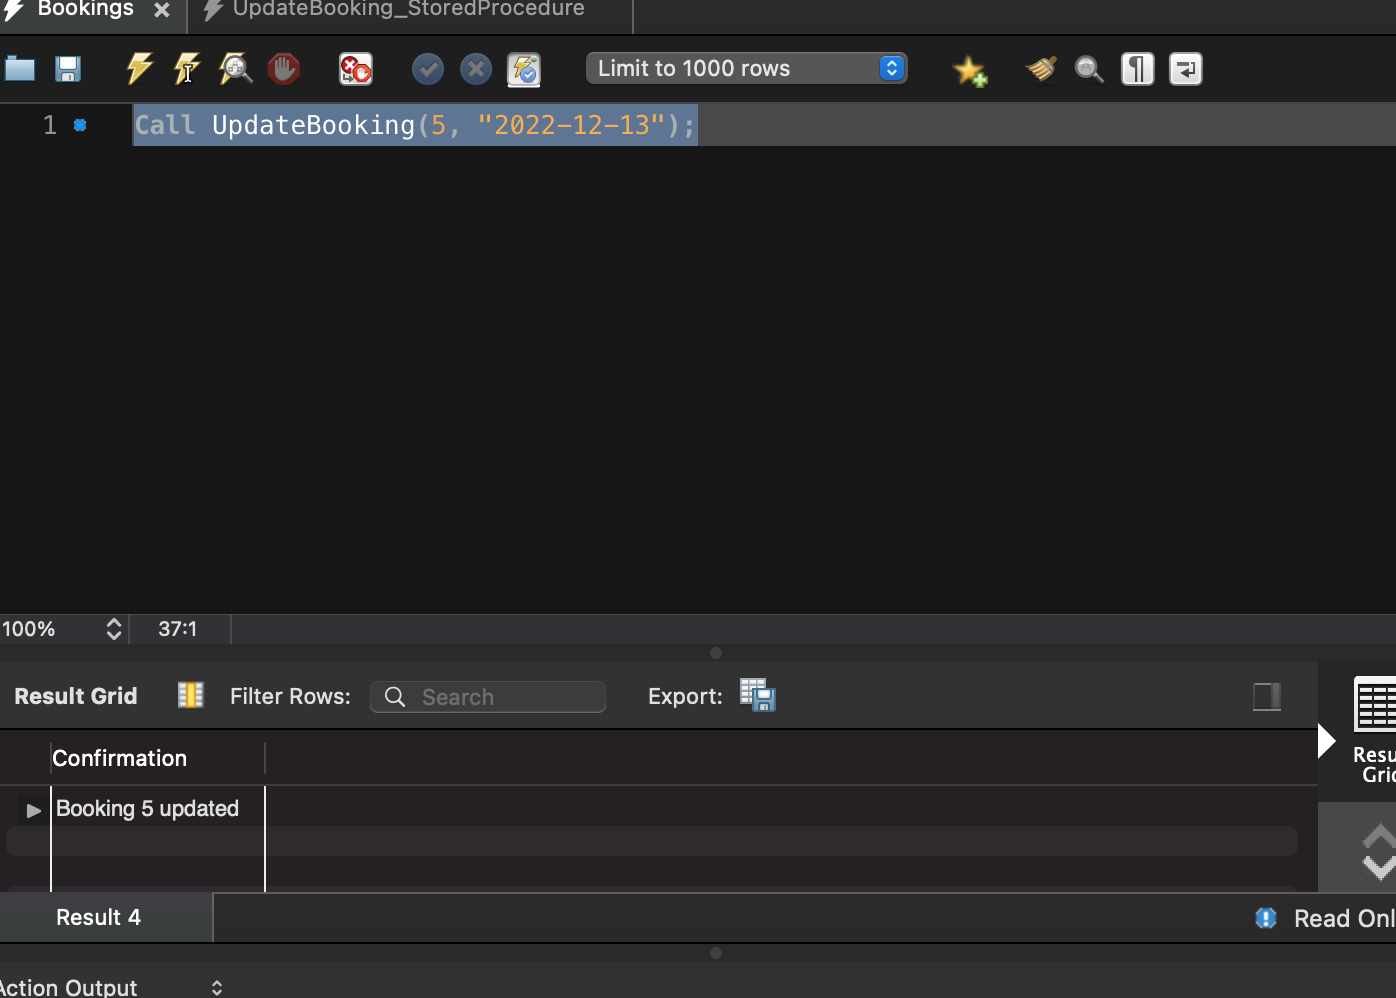 Bookings
UpdateBooking_StoredProcedure
Limit to 1000 rows
1
Call UpdateBooking(5, "2022-12-13");
100%
37:1
Result Grid
Filter Rows:
Search
Export:
Resu
Gri
Confirmation
Booking 5 updated
Result 4
Read Onl
Action Output